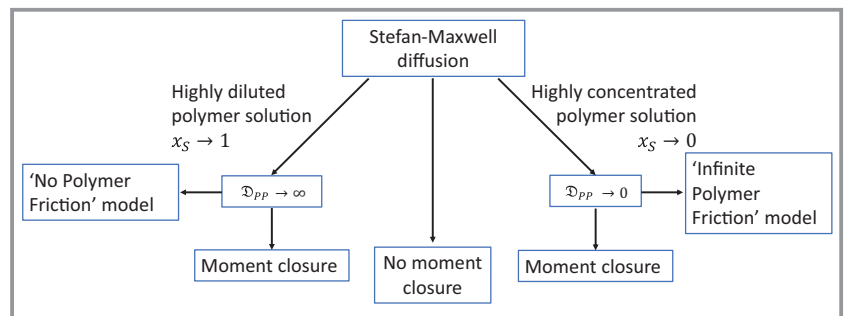 Stefan-Maxwell
diffusion
Highly diluted
polymer solution
𝑥_𝑆 → 1
Highly concentrated
polymer solution
𝑥_𝑆 → 0
‘No Polymer
Friction’ model
𝔇_𝑃𝑃 → ∞
𝔇_𝑃𝑃 → 0
‘Infinite
Polymer
Friction’ model
Moment closure
No moment
closure
Moment closure